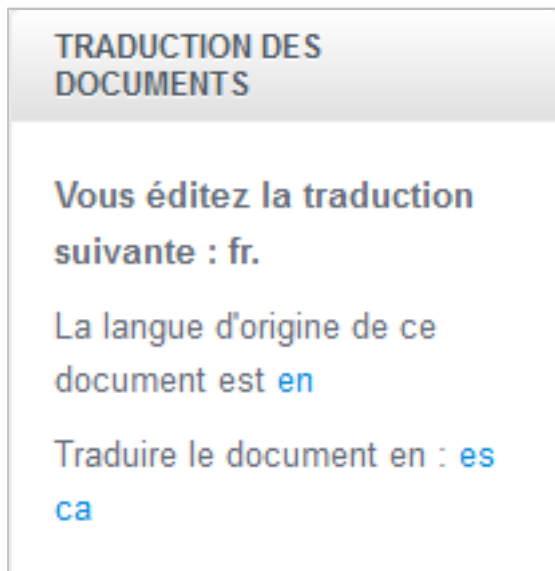 TRADUCTION DES
DOCUMENTS
Vous éditez la traduction
suivante : fr.
La langue d'origine de ce
document est en
Traduire le document en : es
ca